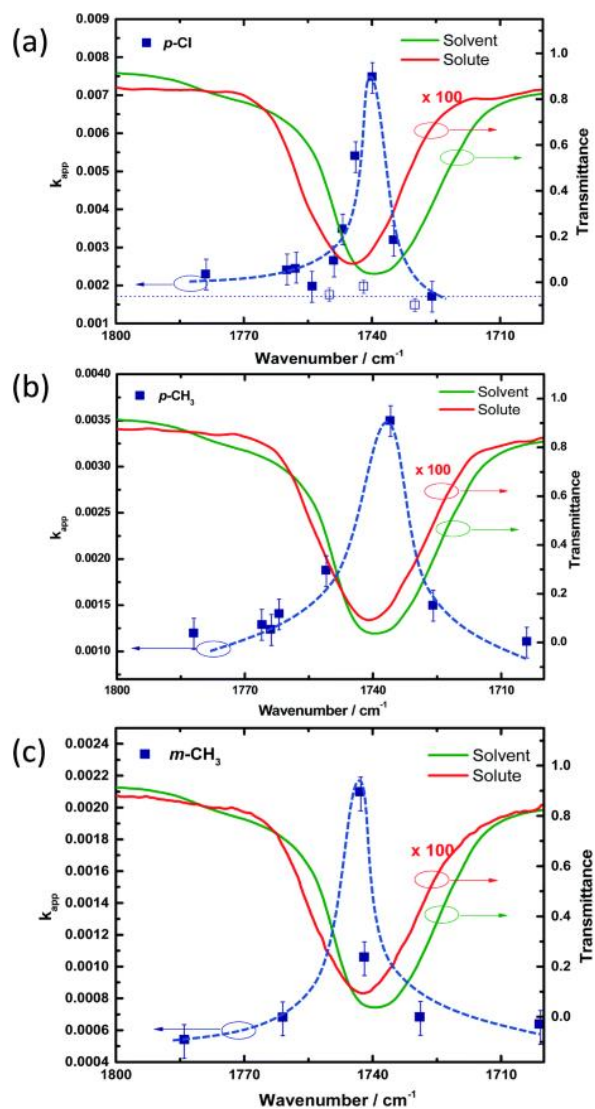 (a)
p-Cl
Solvent
Solute
x 100
0.009
0.008
0.007
0.006
0.005
0.004
0.003
0.002
0.001
k_app
1.0
0.8
0.6
0.4
0.2
0.0
Transmittance
1800 1770 1740 1710
Wavenumber / cm⁻¹
(b)
p-CH₃
Solvent
Solute
x 100
0.0040
0.0035
0.0030
0.0025
0.0020
0.0015
0.0010
k_app
1.0
0.8
0.6
0.4
0.2
0.0
Transmittance
1800 1770 1740 1710
Wavenumber / cm⁻¹
(c)
m-CH₃
Solvent
Solute
x 100
0.0024
0.0022
0.0020
0.0018
0.0016
0.0014
0.0012
0.0010
0.0008
0.0006
0.0004
k_app
1.0
0.8
0.6
0.4
0.2
0.0
Transmittance
1800 1770 1740 1710
Wavenumber / cm⁻¹